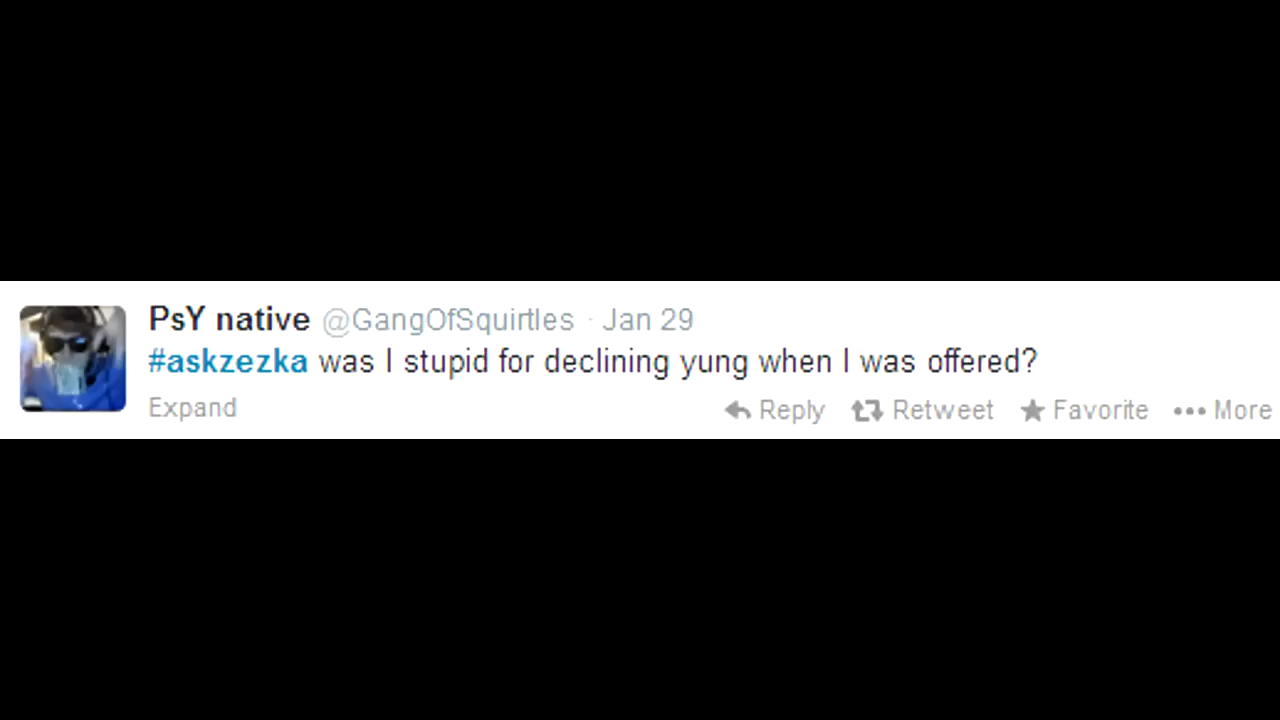 PsY native @GangOfSquirtles · Jan 29
#askzezka was I stupid for declining yung when I was offered?
Expand Reply Retweet Favorite More